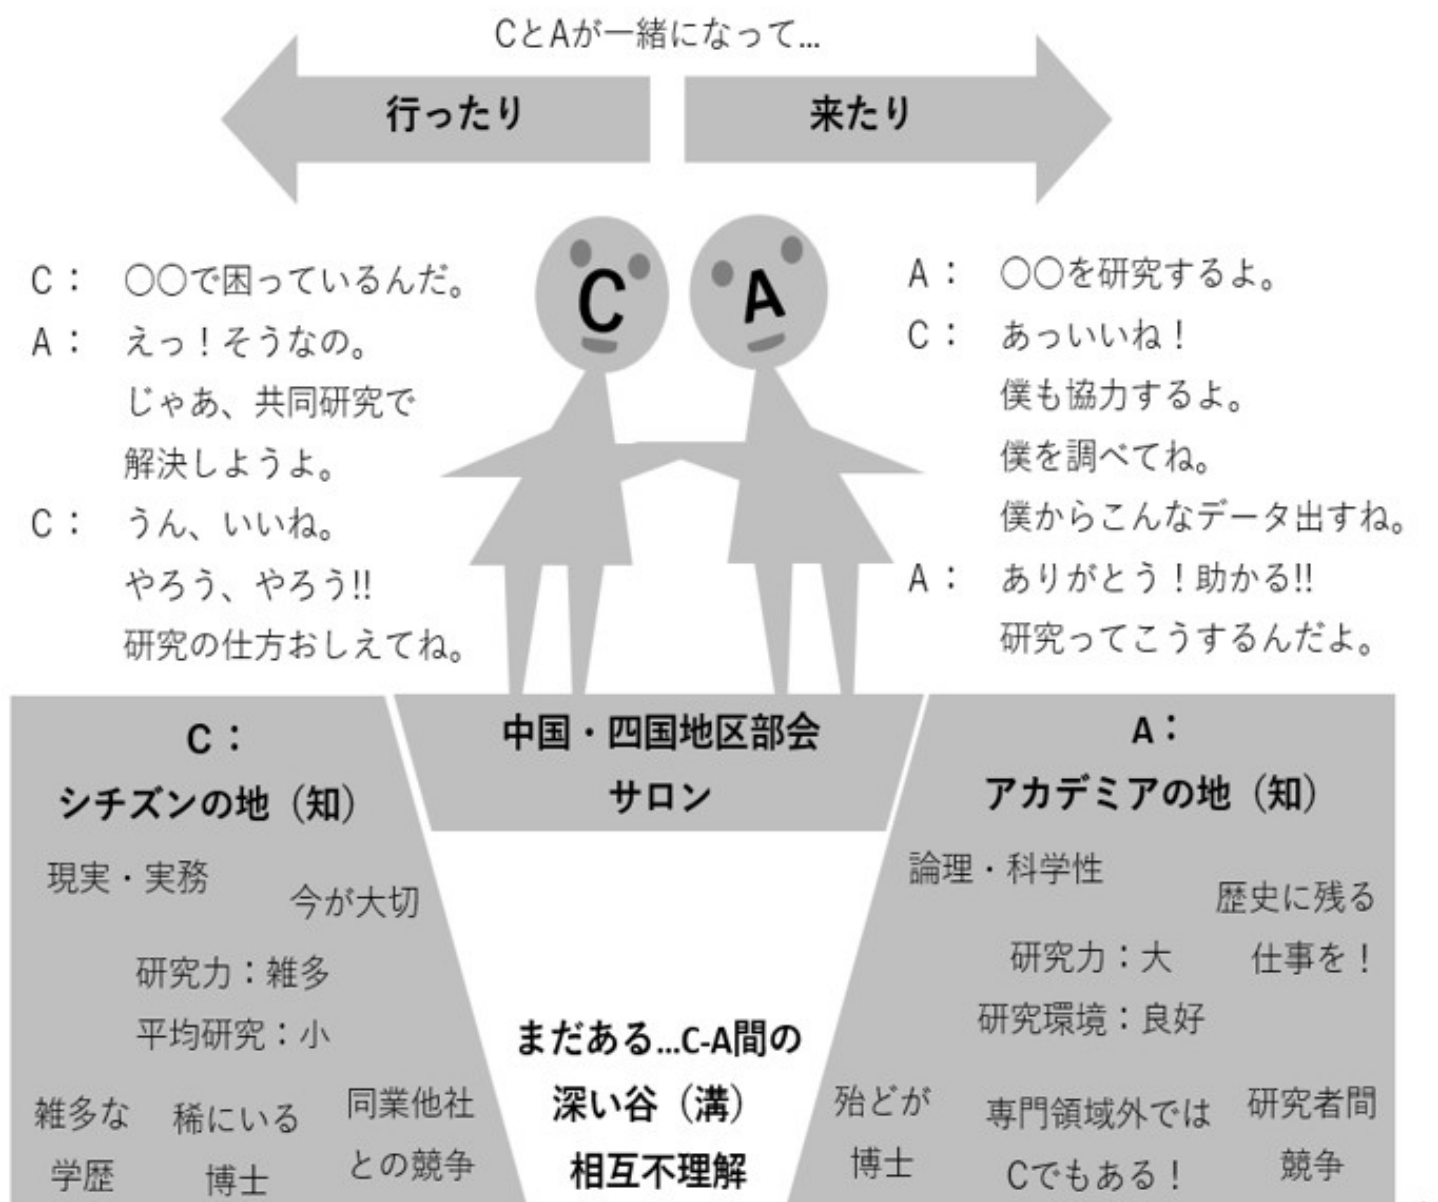 CとAが一緒になって…
行ったり
来たり
C： 〇〇で困っているんだ。
A： えっ！そうなの。
じゃあ、共同研究で
解決しようよ。
C： うん、いいね。
やろう、やろう!!
研究の仕方おしえてね。
C
A
A： 〇〇を研究するよ。
C： あっいいね！
僕も協力するよ。
僕を調べてね。
僕からこんなデータ出すね。
A： ありがとう！助かる!!
研究ってこうするんだよ。
C：
シチズンの地（知）
現実・実務
今が大切
研究力：雑多
平均研究：小
雑多な
学歴
稀にいる
博士
同業他社
との競争
中国・四国地区部会
サロン
まだある…C-A間の
深い谷（溝）
相互不理解
A：
アカデミアの地（知）
論理・科学性
歴史に残る
仕事を！
研究力：大
研究環境：良好
殆どが
博士
専門領域外では
Cでもある！
研究者間
競争